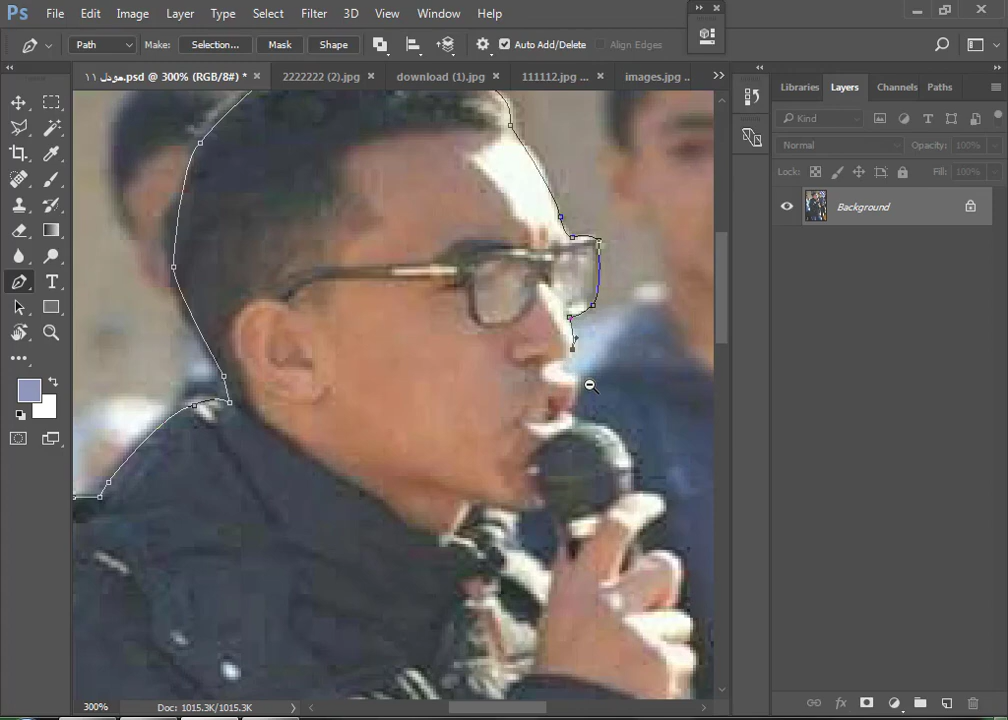 Ps File Edit Image Layer Type Select Filter 3D View Window Help
Path Make: Selection... Mask Shape Auto Add/Delete Align Edges
موديل ١١.psd @ 300% (RGB/8#) * 2222222 (2).jpg download (1).jpg 111112.jpg ... images.jpg ..
Libraries Layers Channels Paths
Kind
Normal Opacity: 100%
Lock: Fill: 100%
Background
300% Doc: 1015.3K/1015.3K
fx